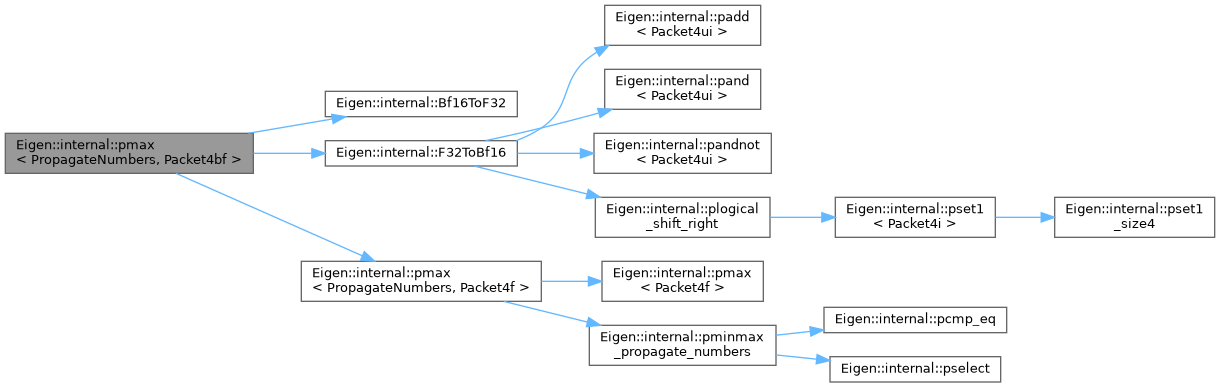 Eigen::internal::pmax
< PropagateNumbers, Packet4bf >
Eigen::internal::Bf16ToF32
Eigen::internal::F32ToBf16
Eigen::internal::padd
< Packet4ui >
Eigen::internal::pand
< Packet4ui >
Eigen::internal::pandnot
< Packet4ui >
Eigen::internal::plogical
_shift_right
Eigen::internal::pset1
< Packet4i >
Eigen::internal::pset1
_size4
Eigen::internal::pmax
< PropagateNumbers, Packet4f >
Eigen::internal::pmax
< Packet4f >
Eigen::internal::pminmax
_propagate_numbers
Eigen::internal::pcmp_eq
Eigen::internal::pselect